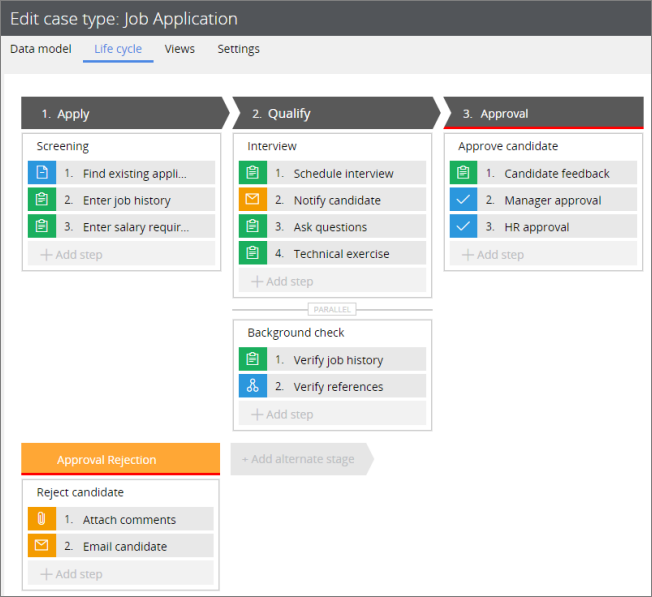 Edit case type: Job Application
Data model Life cycle Views Settings
1. Apply
Screening
1. Find existing appli...
2. Enter job history
3. Enter salary requir...
+ Add step
2. Qualify
Interview
1. Schedule interview
2. Notify candidate
3. Ask questions
4. Technical exercise
+ Add step
PARALLEL
Background check
1. Verify job history
2. Verify references
+ Add step
3. Approval
Approve candidate
1. Candidate feedback
2. Manager approval
3. HR approval
+ Add step
Approval Rejection
Reject candidate
1. Attach comments
2. Email candidate
+ Add step
+ Add alternate stage